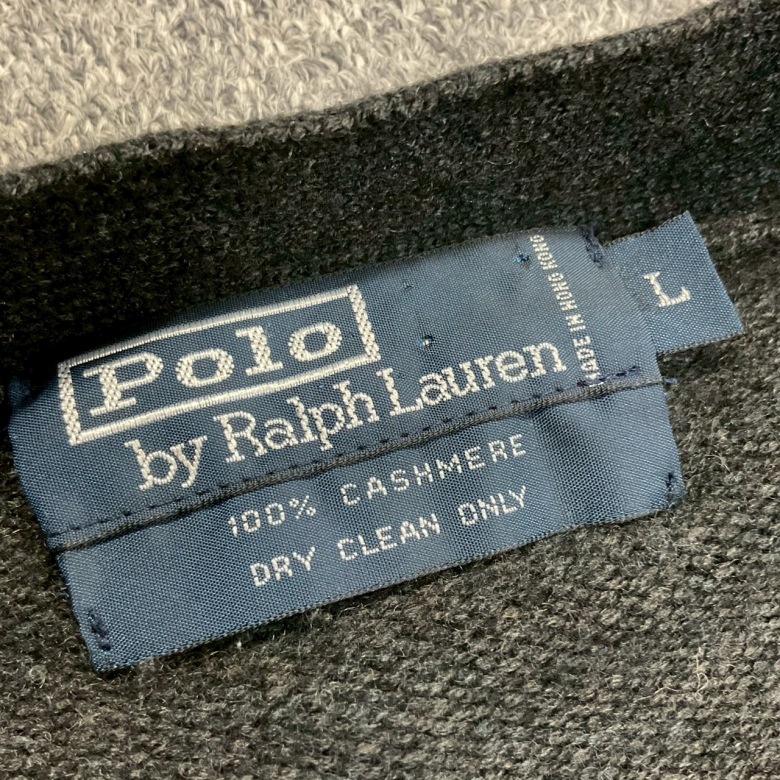 Polo
by Ralph Lauren
MADE IN HONG KONG
L
100% CASHMERE
DRY CLEAN ONLY